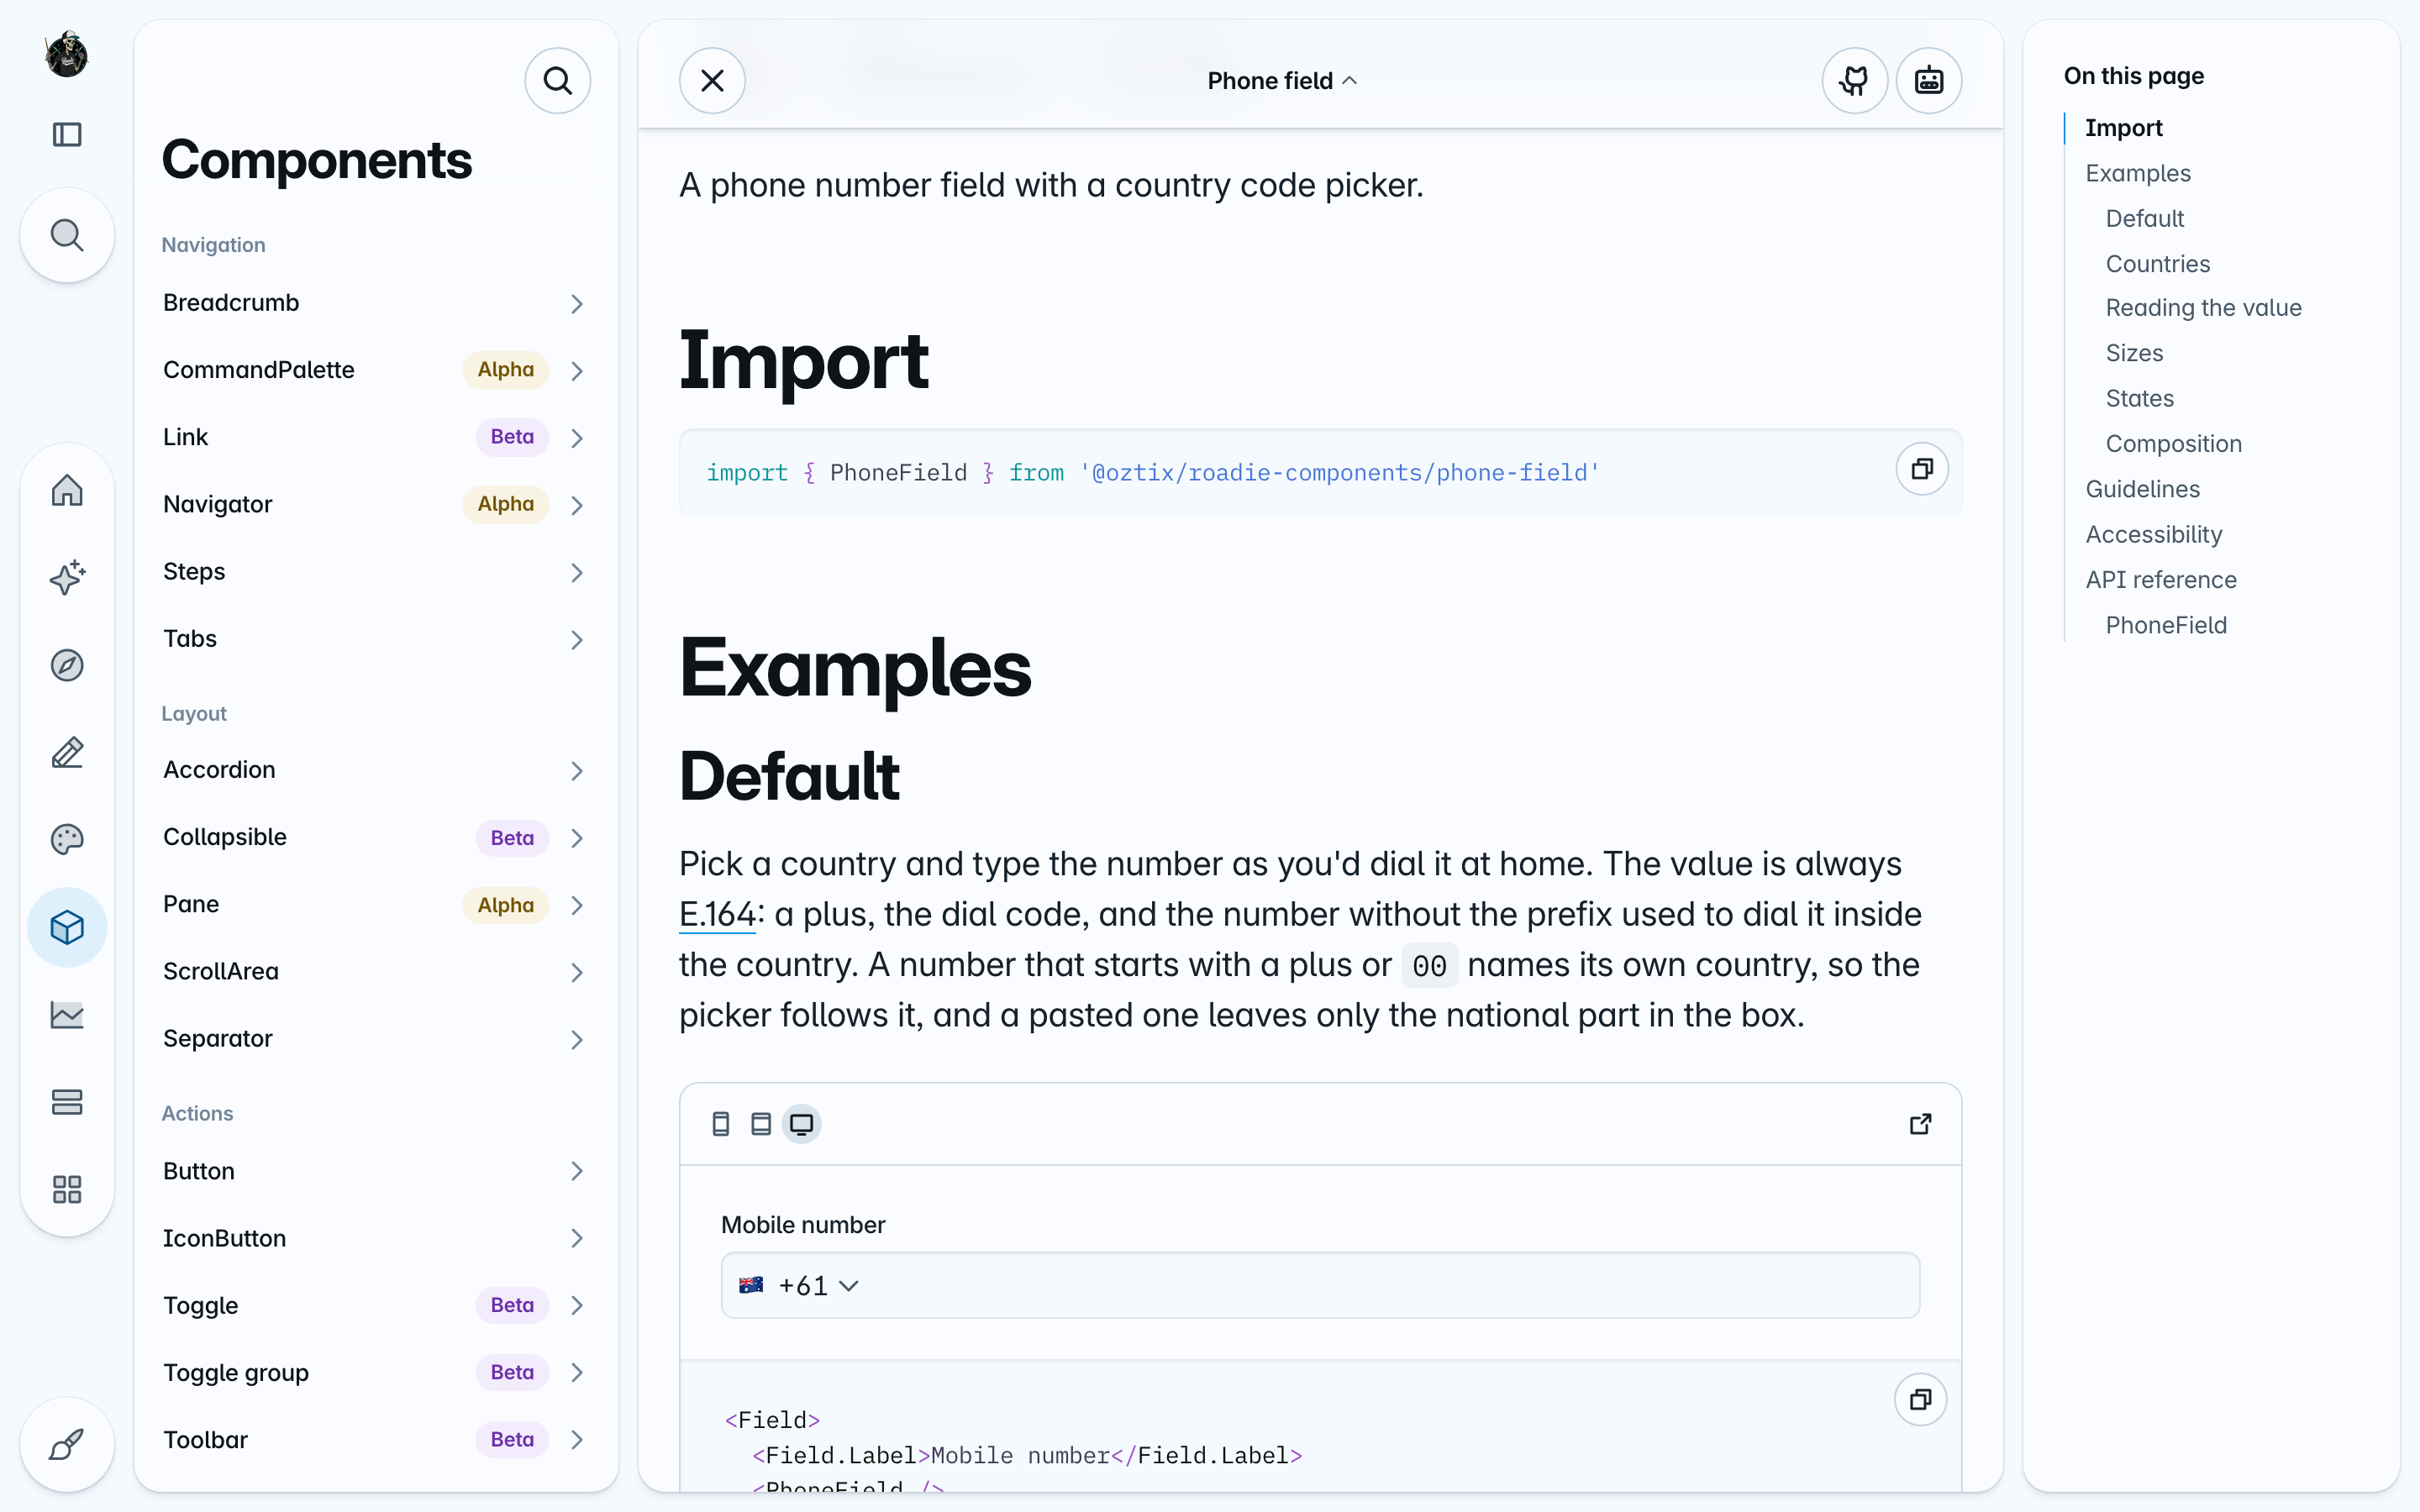 Components
Navigation
Breadcrumb
CommandPalette Alpha
Link Beta
Navigator Alpha
Steps
Tabs
Layout
Accordion
Collapsible Beta
Pane Alpha
ScrollArea
Separator
Actions
Button
IconButton
Toggle Beta
Toggle group Beta
Toolbar Beta
Phone field
A phone number field with a country code picker.
Import
import { PhoneField } from '@oztix/roadie-components/phone-field'
Examples
Default
Pick a country and type the number as you'd dial it at home. The value is always
E.164: a plus, the dial code, and the number without the prefix used to dial it inside
the country. A number that starts with a plus or 00 names its own country, so the
picker follows it, and a pasted one leaves only the national part in the box.
Mobile number
+61
<Field>
<Field.Label>Mobile number</Field.Label>
<PhoneField />
On this page
Import
Examples
Default
Countries
Reading the value
Sizes
States
Composition
Guidelines
Accessibility
API reference
PhoneField